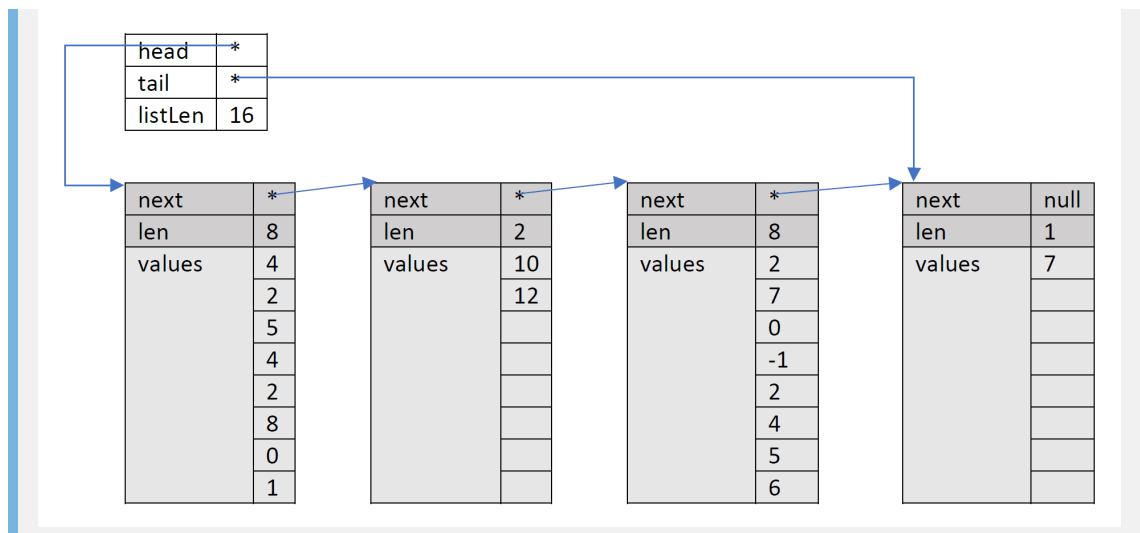 head *
tail *
listLen 16
next * next * next * next null
len 8 len 2 len 8 len 1
values 4 values 10 values 2 values 7
2 12 7
5 0
4 -1
2 2
8 4
0 5
1 6